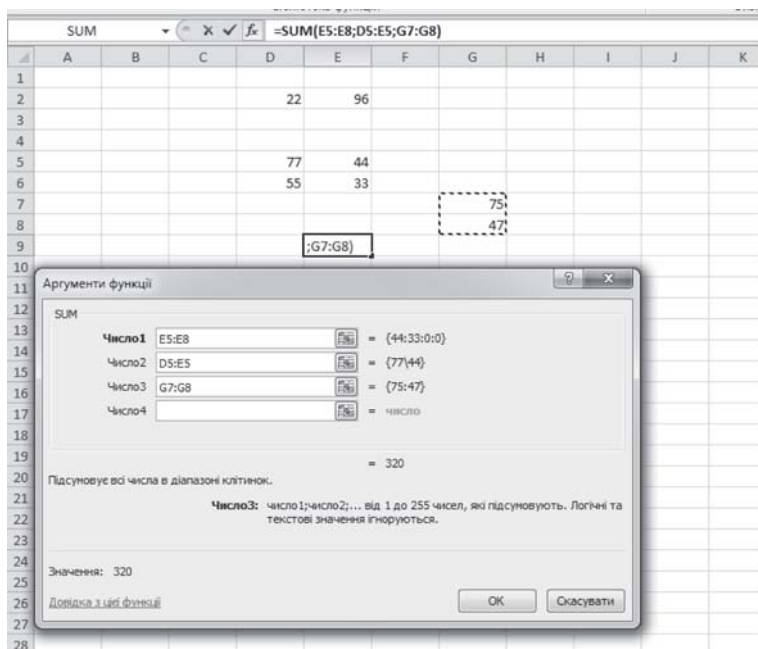 SUM fx =SUM(E5:E8;D5:E5;G7:G8)
A B C D E F G H I J K
1
2 22 96
3
4
5 77 44
6 55 33
7 75
8 47
9 ;G7:G8)
10
11
12
13
14
15
16
17
18
19
20
21
22
23
24
25
26
27
28
Аргументи функції
SUM
Число1 E5:E8 = {44:33:0:0}
Число2 D5:E5 = {77\44}
Число3 G7:G8 = {75:47}
Число4 = число
= 320
Підсумовує всі числа в діапазоні клітинок.
Число3: число1;число2;... від 1 до 255 чисел, які підсумовують. Логічні та
текстові значення ігноруються.
Значення: 320
Довідка з цієї функції
OK Скасувати